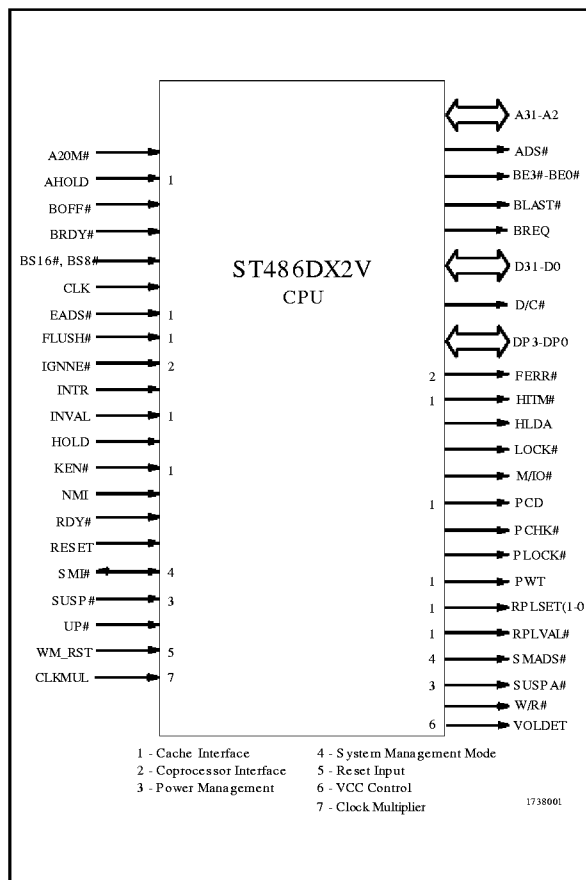 A20M#
AHOLD 1
BOFF#
BRDY#
BS16#, BS8#
CLK
EADS# 1
FLUSH# 1
IGNNE# 2
INTR
INVAL 1
HOLD
KEN# 1
NMI
RDY#
RESET
SMI# 4
SUSP# 3
UP#
WM_RST 5
CLKMUL 7
ST486DX2V
CPU
A31-A2
ADS#
BE3#-BE0#
BLAST#
BREQ
D31-D0
D/C#
DP3-DP0
2 FERR#
1 HITM#
HLDA
LOCK#
M/IO#
1 PCD
PCHK#
PLOCK#
1 PWT
1 RPLSET(1-0
1 RPLVAL#
4 SMADS#
3 SUSPA#
W/R#
6 VOLDET
1 - Cache Interface
2 - Coprocessor Interface
3 - Power Management
4 - System Management Mode
5 - Reset Input
6 - VCC Control
7 - Clock Multiplier
1738001